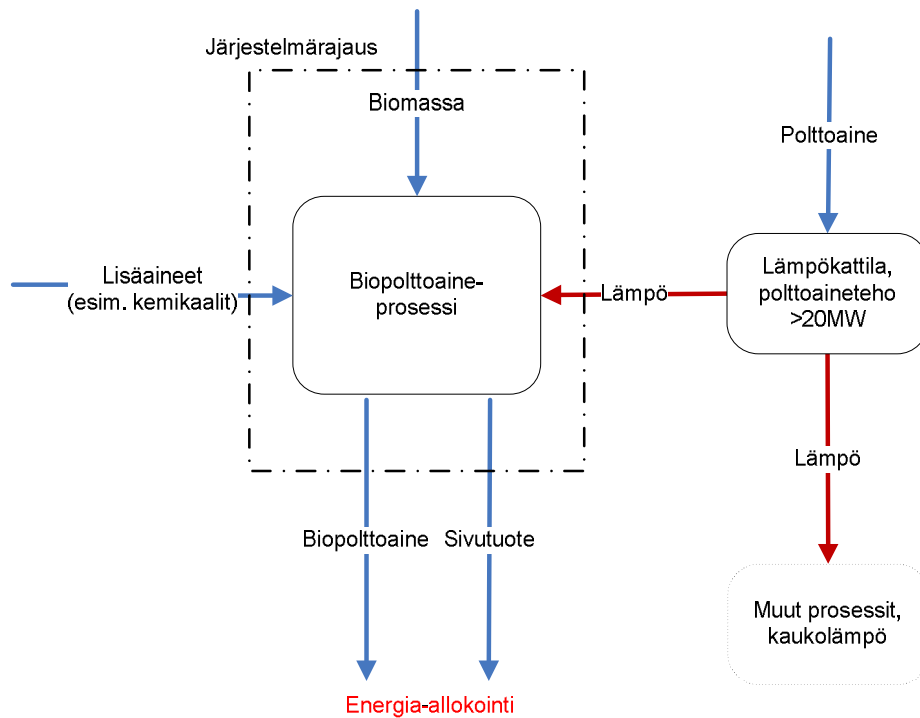 Järjestelmärajaus
Biomassa
Polttoaine
Lisäaineet
(esim. kemikaalit)
Biopolttoaine-
prosessi
Lämpö
Lämpökattila,
polttoaineteho
>20MW
Lämpö
Biopolttoaine
Sivutuote
Muut prosessit,
kaukolämpö
Energia-allokointi